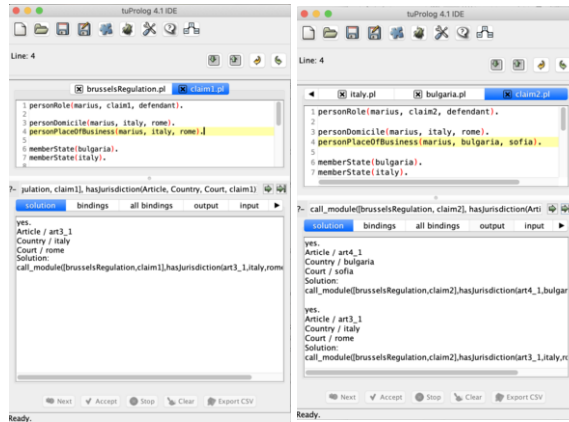 tuProlog 4.1 IDE
Line: 4
brusselsRegulation.pl claim1.pl
1 personRole(marius, claim1, defendant).
2
3 personDomicile(marius, italy, rome).
4 personPlaceOfBusiness(marius, italy, rome).
5
6 memberState(bulgaria).
7 memberState(italy).
?- julation, claim1], hasJurisdiction(Article, Country, Court, claim1)
solution bindings all bindings output input
yes.
Article / art3_1
Country / italy
Court / rome
Solution:
call_module([brusselsRegulation,claim1],hasJurisdiction(art3_1,italy,rome
Next Accept Stop Clear Export CSV
Ready.
tuProlog 4.1 IDE
Line: 4
italy.pl bulgaria.pl claim2.pl
1 personRole(marius, claim2, defendant).
2
3 personDomicile(marius, italy, rome).
4 personPlaceOfBusiness(marius, bulgaria, sofia).
5
6 memberState(bulgaria).
7 memberState(italy).
?- call_module([brusselsRegulation, claim2], hasJurisdiction(Arti
solution bindings all bindings output input
yes.
Article / art4_1
Country / bulgaria
Court / sofia
Solution:
call_module([brusselsRegulation,claim2],hasJurisdiction(art4_1,bulgar
yes.
Article / art3_1
Country / italy
Court / rome
Solution:
call_module([brusselsRegulation,claim2],hasJurisdiction(art3_1,italy,ro
Next Accept Stop Clear Export CSV
Ready.